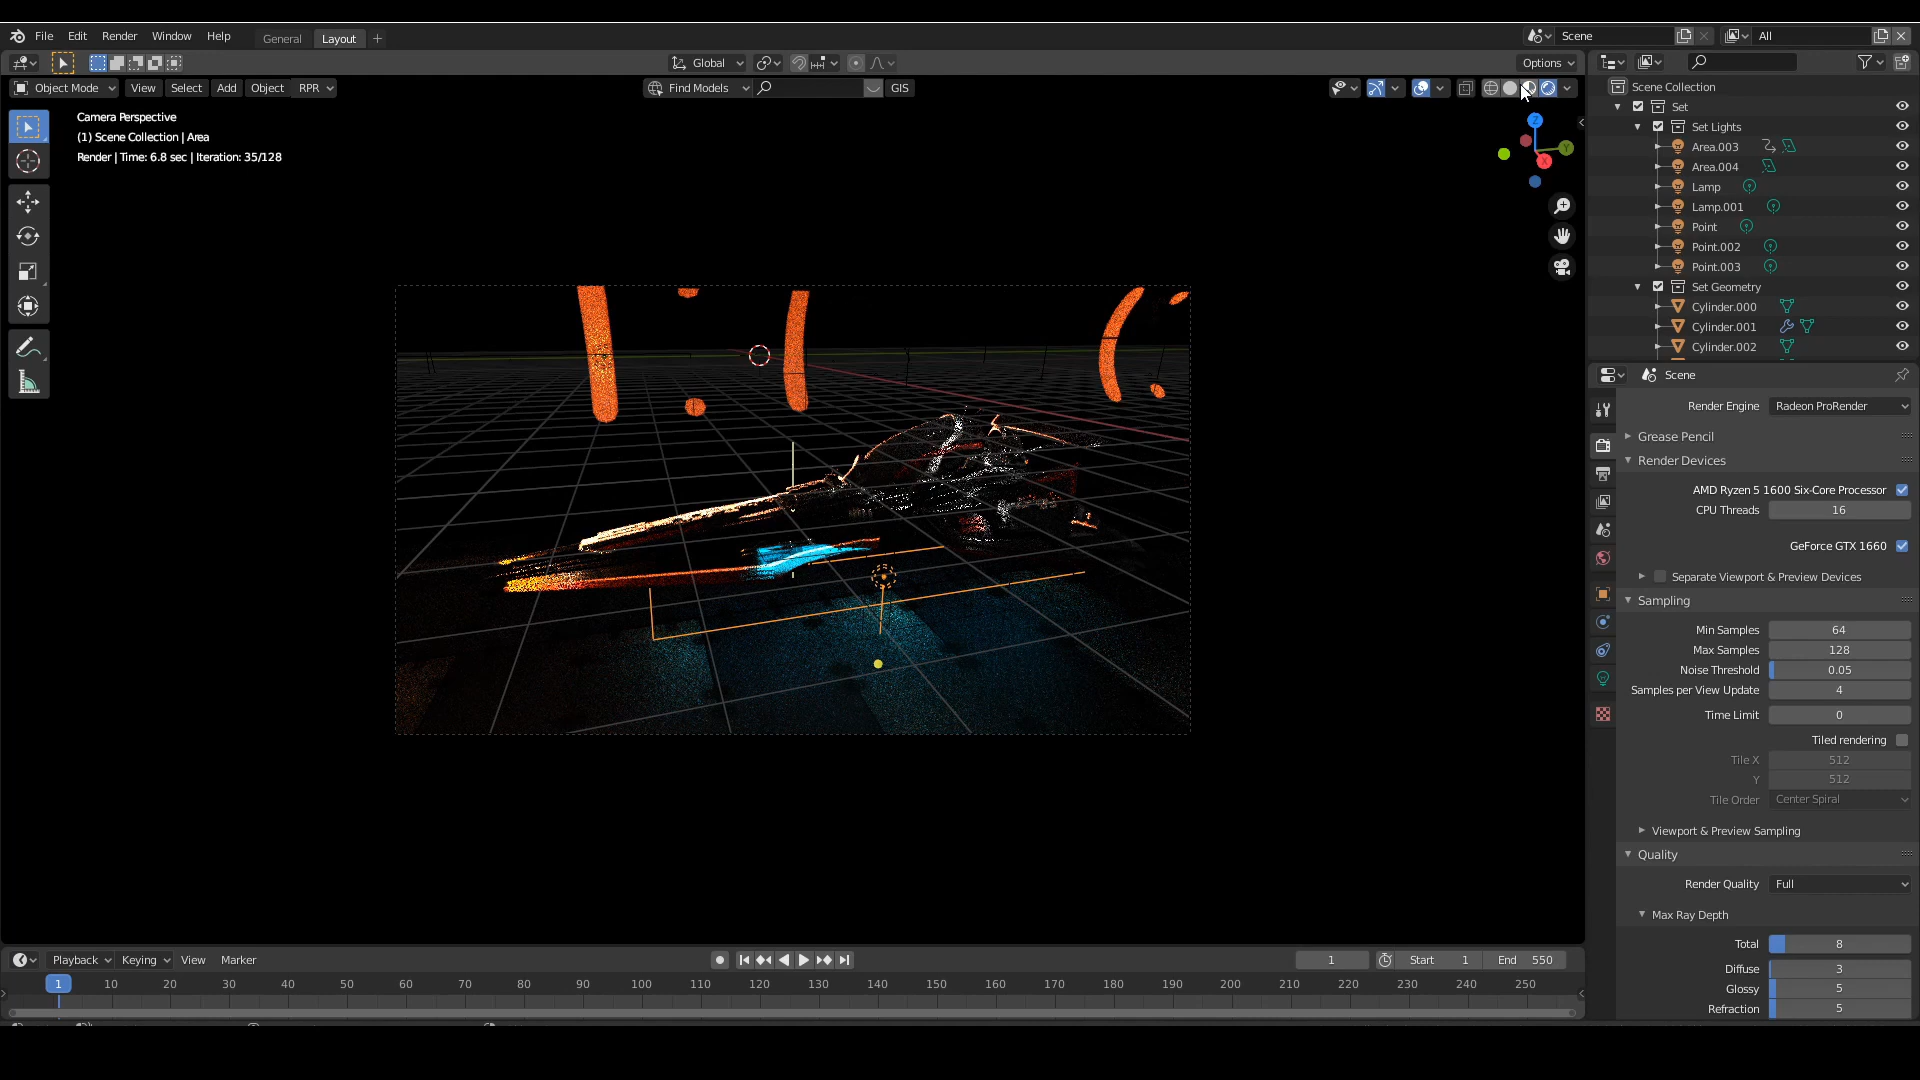 File Edit Render Window Help General Layout + Scene All
Global Options
Object Mode View Select Add Object RPR Find Models GIS
Camera Perspective
(1) Scene Collection | Area
Render | Time: 6.8 sec | Iteration: 35/128
Z
Y
X
Scene Collection
Set
Set Lights
Area.003
Area.004
Lamp
Lamp.001
Point
Point.002
Point.003
Set Geometry
Cylinder.000
Cylinder.001
Cylinder.002
Scene
Render Engine Radeon ProRender
Grease Pencil
Render Devices
AMD Ryzen 5 1600 Six-Core Processor
CPU Threads 16
GeForce GTX 1660
Separate Viewport & Preview Devices
Sampling
Min Samples 64
Max Samples 128
Noise Threshold 0.05
Samples per View Update 4
Time Limit 0
Tiled rendering
Tile X 512
Y 512
Tile Order Center Spiral
Viewport & Preview Sampling
Quality
Render Quality Full
Max Ray Depth
Total 8
Diffuse 3
Glossy 5
Refraction 5
Playback Keying View Marker 1 Start 1 End 550
1 10 20 30 40 50 60 70 80 90 100 110 120 130 140 150 160 170 180 190 200 210 220 230 240 250